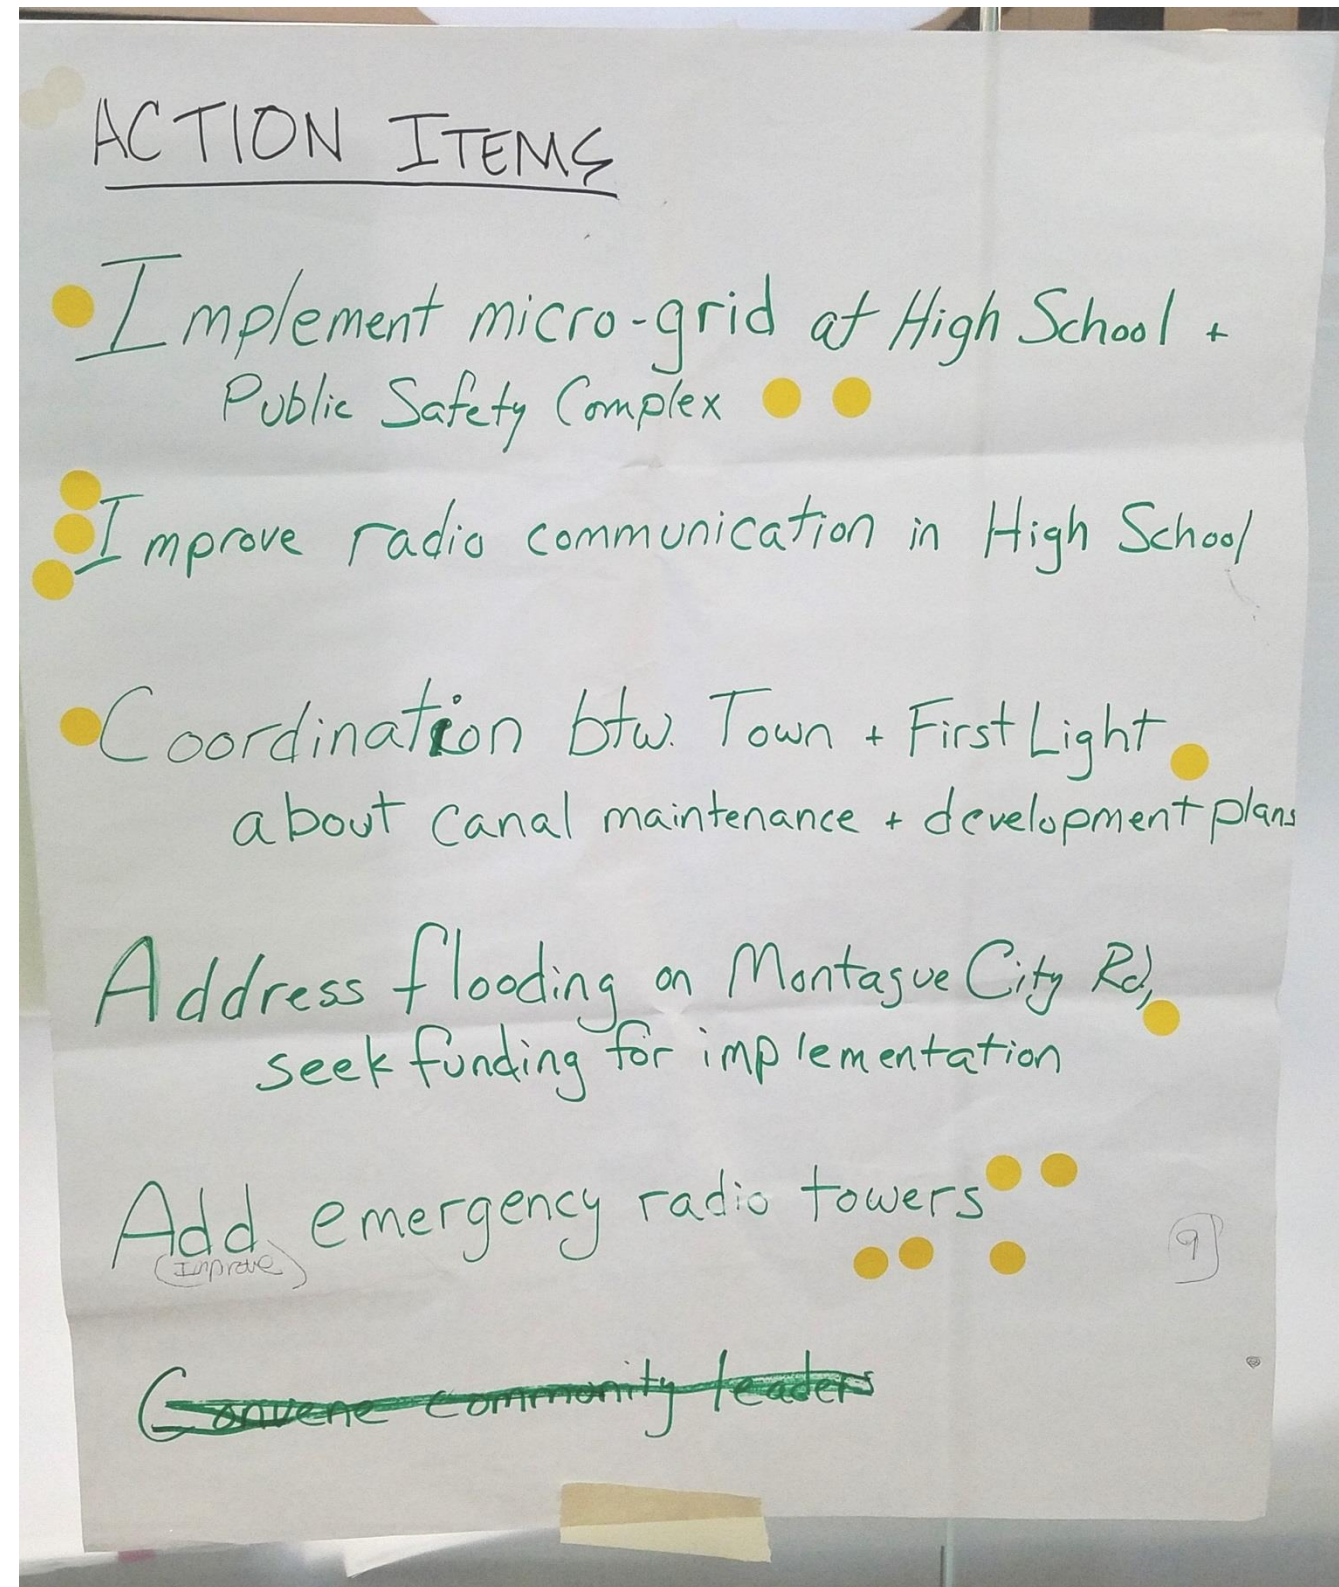 ACTION ITEMS
Implement micro-grid at High School +
Public Safety Complex
Improve radio communication in High School
Coordination btw. Town + First Light
about canal maintenance + development plans
Address flooding on Montague City Rd,
seek funding for implementation
Add emergency radio towers
(Improve)
9
Convene community leaders